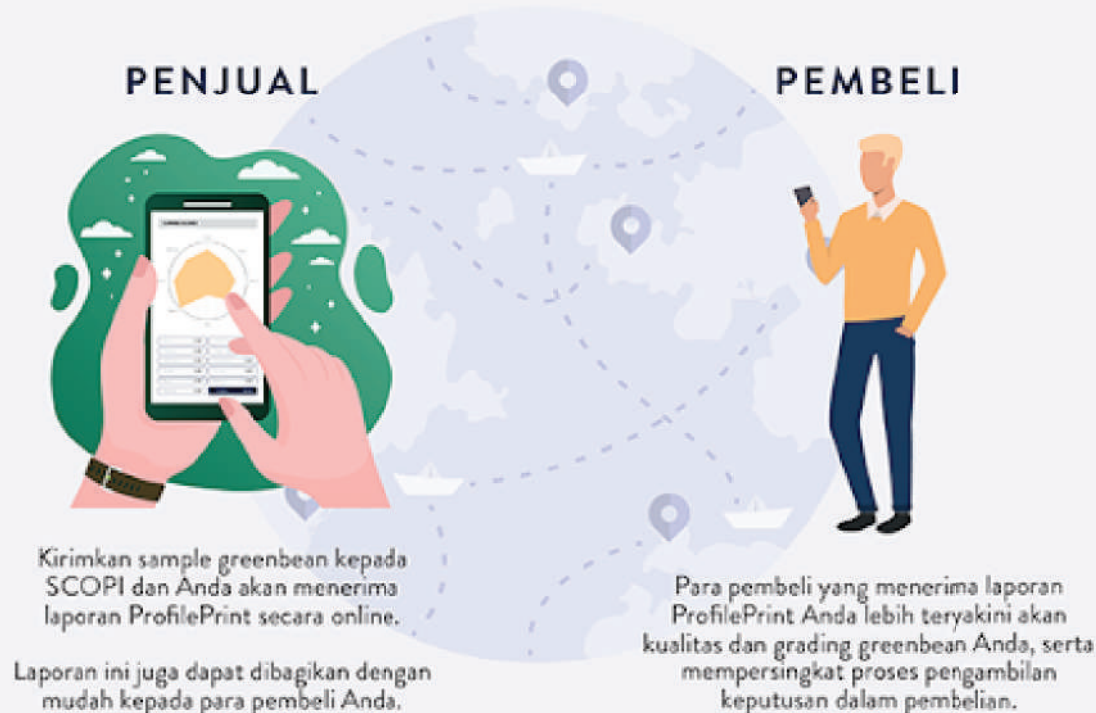 PENJUAL
Kirimkan sample greenbean kepada
SCOPI dan Anda akan menerima
laporan ProfilePrint secara online.
Laporan ini juga dapat dibagikan dengan
mudah kepada para pembeli Anda.
PEMBELI
Para pembeli yang menerima laporan
ProfilePrint Anda lebih teryakini akan
kualitas dan grading greenbean Anda, serta
mempersingkat proses pengambilan
keputusan dalam pembelian.